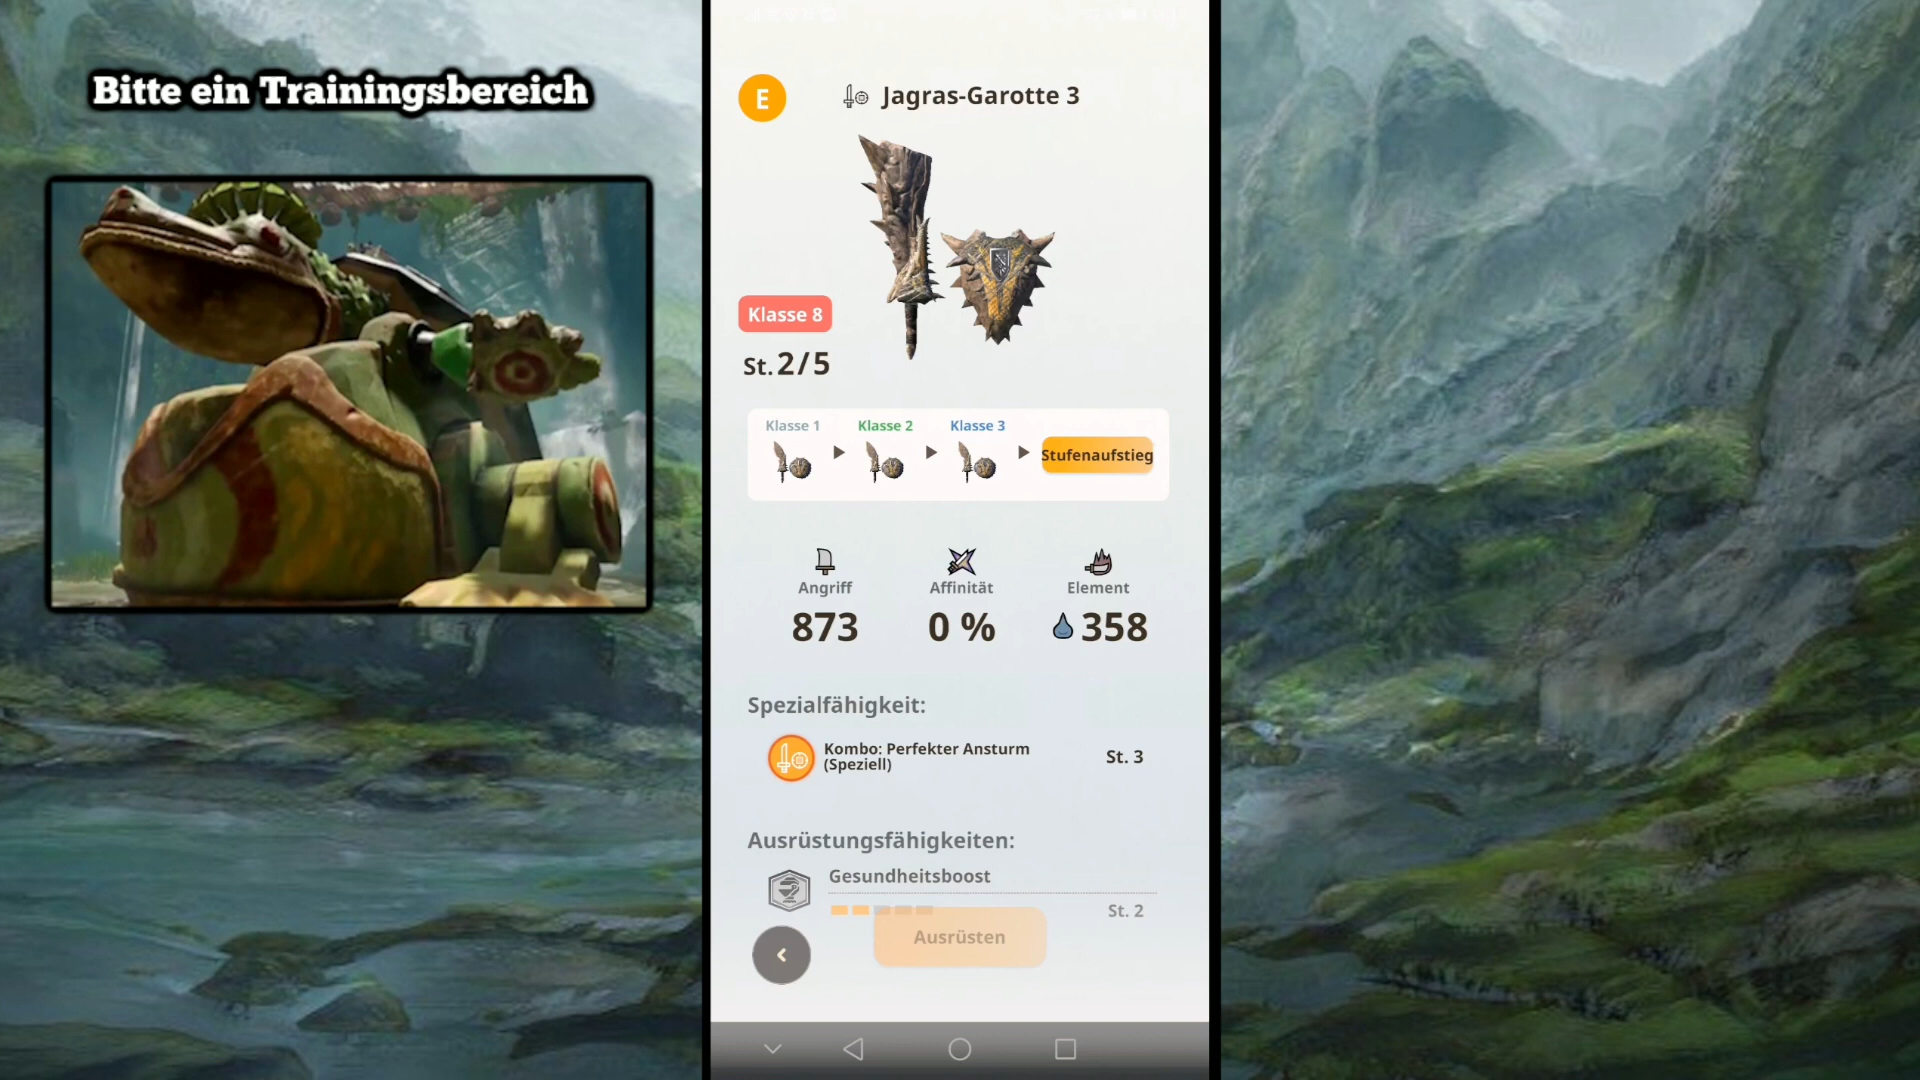 Bitte ein Trainingsbereich
E
Jagras-Garotte 3
Klasse 8
St. 2/5
Klasse 1
Klasse 2
Klasse 3
Stufenaufstieg
Angriff
Affinität
Element
873
0 %
358
Spezialfähigkeit:
Kombo: Perfekter Ansturm
(Speziell)
St. 3
Ausrüstungsfähigkeiten:
Gesundheitsboost
St. 2
Ausrüsten